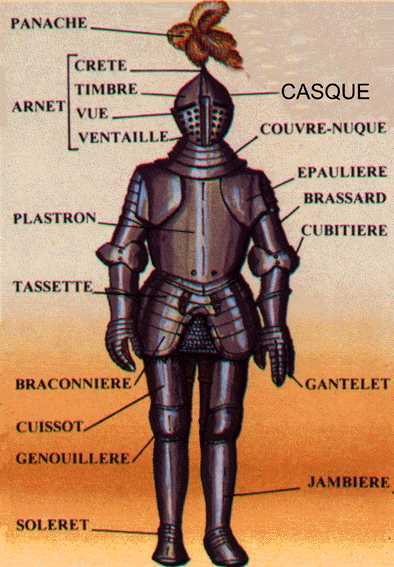 PANACHE
CRETE
TIMBRE
ARNET
VUE
VENTAILLE
CASQUE
COUVRE-NUQUE
EPAULIERE
BRASSARD
PLASTRON
CUBITIERE
TASSETTE
BRACONNIERE
GANTELET
CUISSOT
GENOUILLERE
JAMBIERE
SOLERET